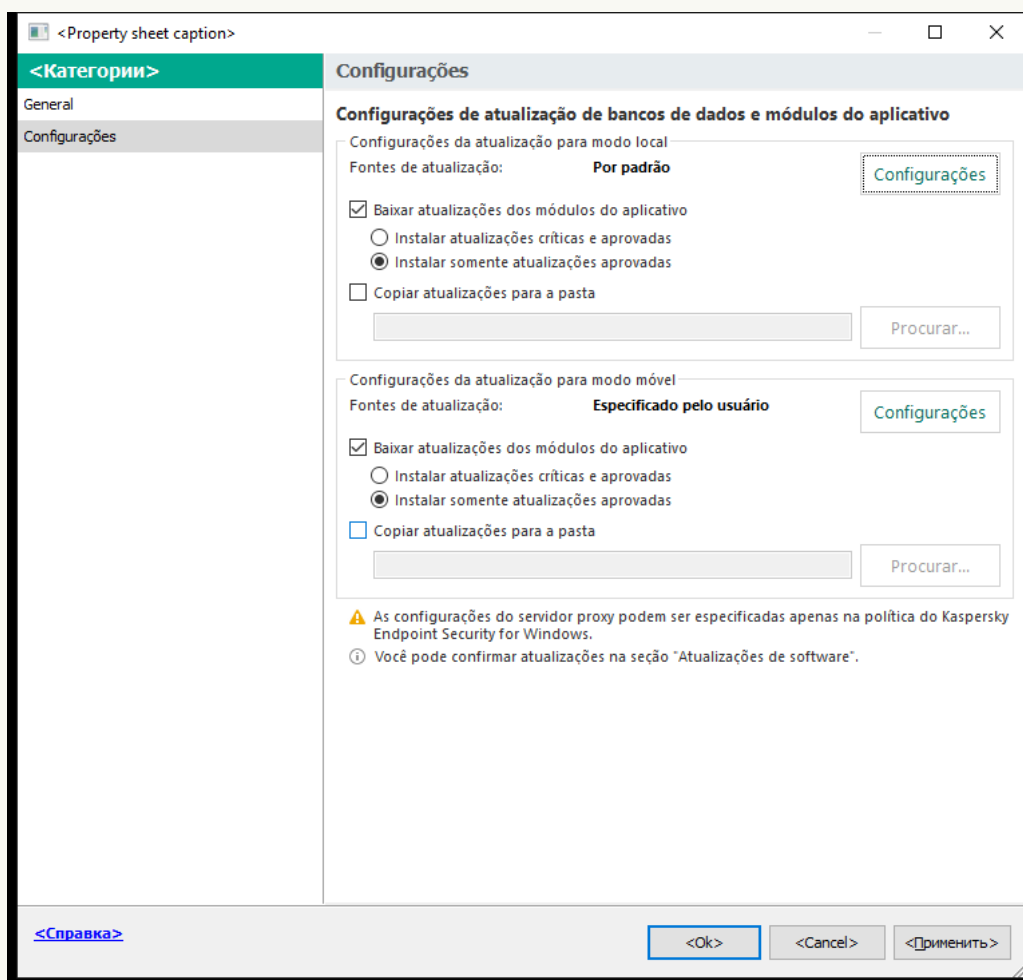 <Property sheet caption>
<Категории>
General
Configurações
Configurações
Configurações de atualização de bancos de dados e módulos do aplicativo
Configurações da atualização para modo local
Fontes de atualização: Por padrão Configurações
Baixar atualizações dos módulos do aplicativo
Instalar atualizações críticas e aprovadas
Instalar somente atualizações aprovadas
Copiar atualizações para a pasta
Procurar...
Configurações da atualização para modo móvel
Fontes de atualização: Especificado pelo usuário Configurações
Baixar atualizações dos módulos do aplicativo
Instalar atualizações críticas e aprovadas
Instalar somente atualizações aprovadas
Copiar atualizações para a pasta
Procurar...
As configurações do servidor proxy podem ser especificadas apenas na política do Kaspersky
Endpoint Security for Windows.
Você pode confirmar atualizações na seção "Atualizações de software".
<Справка>
<Ok> <Cancel> <Применить>